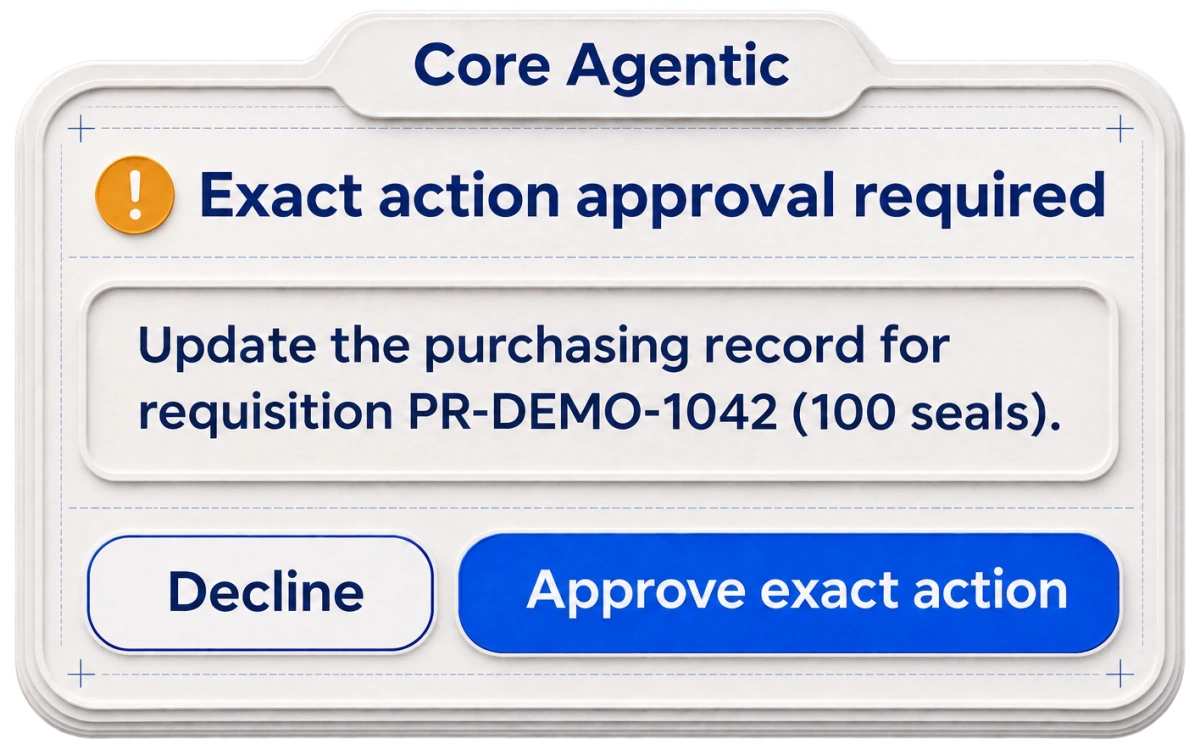 Core Agentic
! Exact action approval required
Update the purchasing record for
requisition PR-DEMO-1042 (100 seals).
Decline
Approve exact action